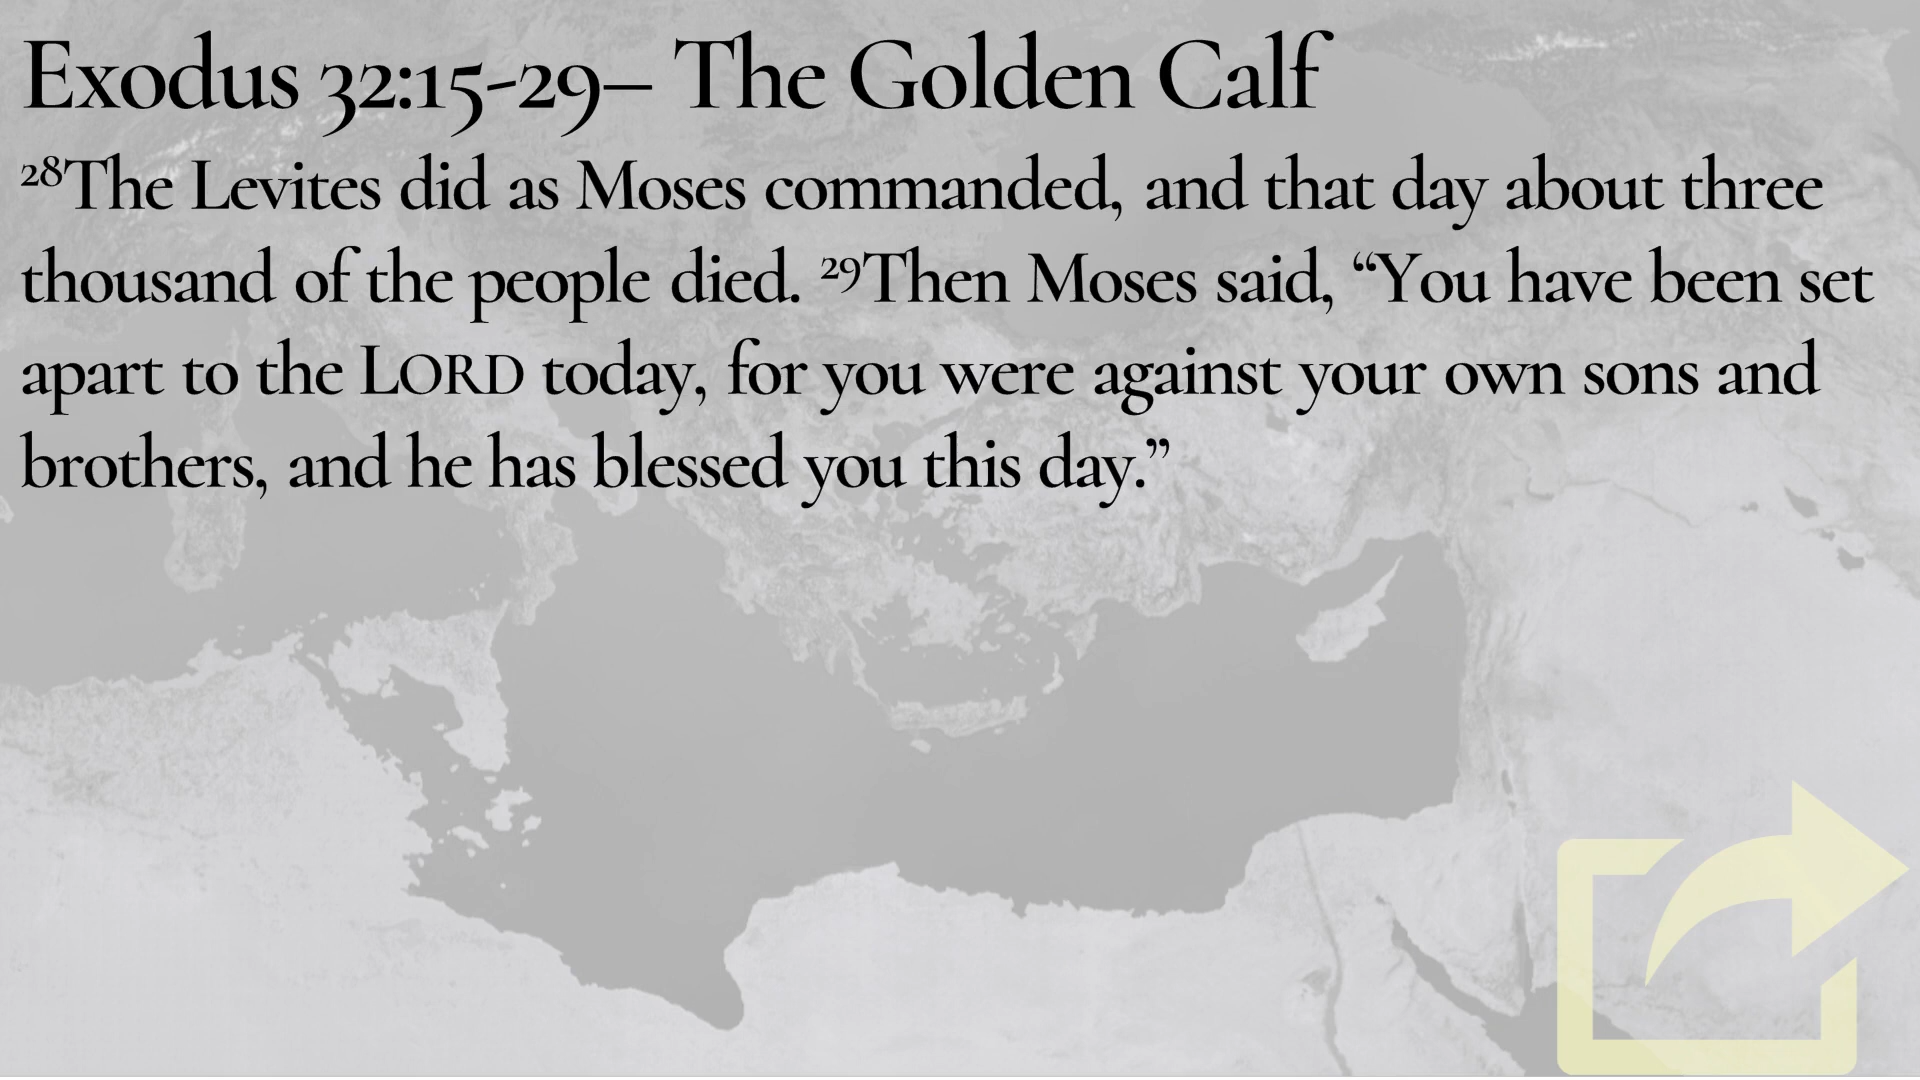 Exodus 32:15-29– The Golden Calf
²⁸The Levites did as Moses commanded, and that day about three
thousand of the people died. ²⁹Then Moses said, “You have been set
apart to the LORD today, for you were against your own sons and
brothers, and he has blessed you this day.”